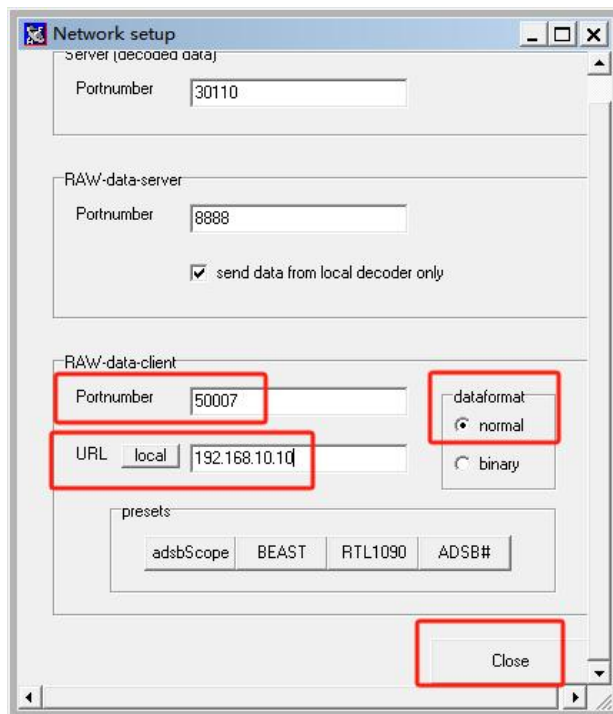 Network setup
Server (decoded data)
Portnumber 30110
RAW-data-server
Portnumber 8888
send data from local decoder only
RAW-data-client
Portnumber 50007
dataformat
normal
URL local 192.168.10.10
binary
presets
adsbScope BEAST RTL1090 ADSB#
Close